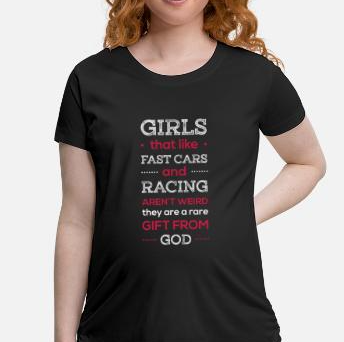 GIRLS
that like
FAST CARS
and
RACING
AREN'T WEIRD
they are a rare
GIFT FROM
GOD